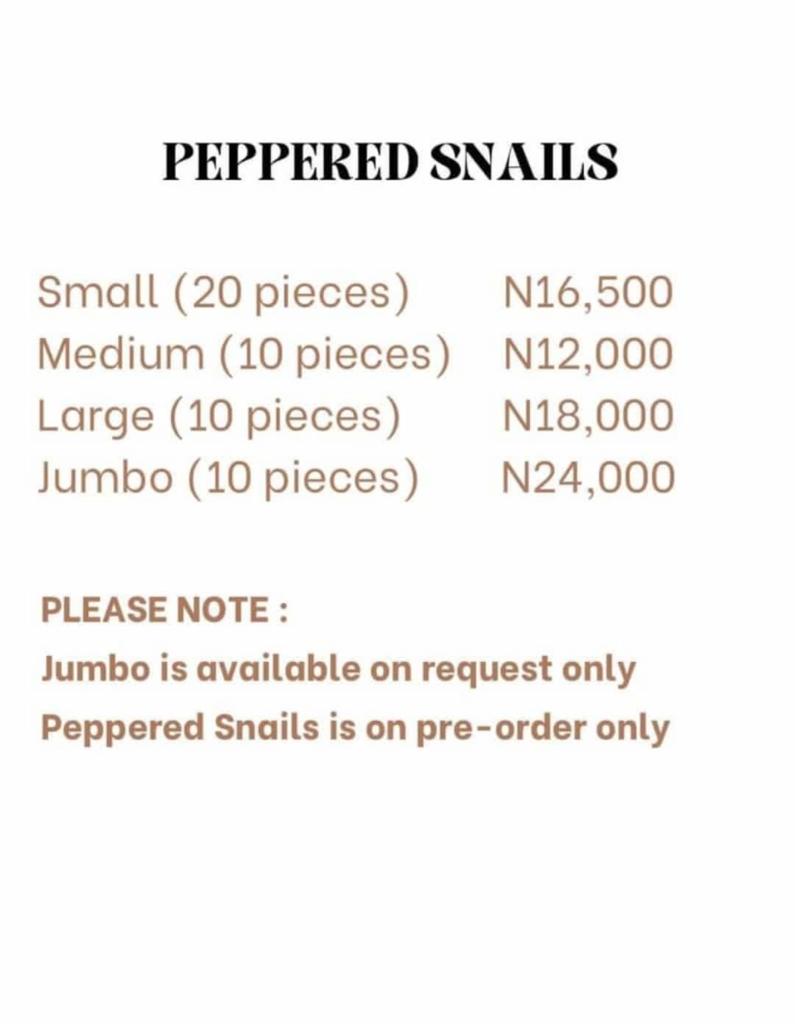 PEPPERED SNAILS
Small (20 pieces) N16,500
Medium (10 pieces) N12,000
Large (10 pieces) N18,000
Jumbo (10 pieces) N24,000
PLEASE NOTE :
Jumbo is available on request only
Peppered Snails is on pre-order only